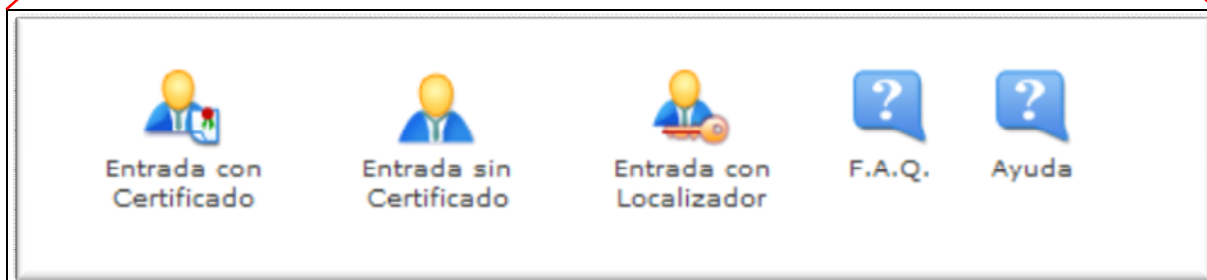 Entrada con
Certificado
Entrada sin
Certificado
Entrada con
Localizador
F.A.Q.
Ayuda